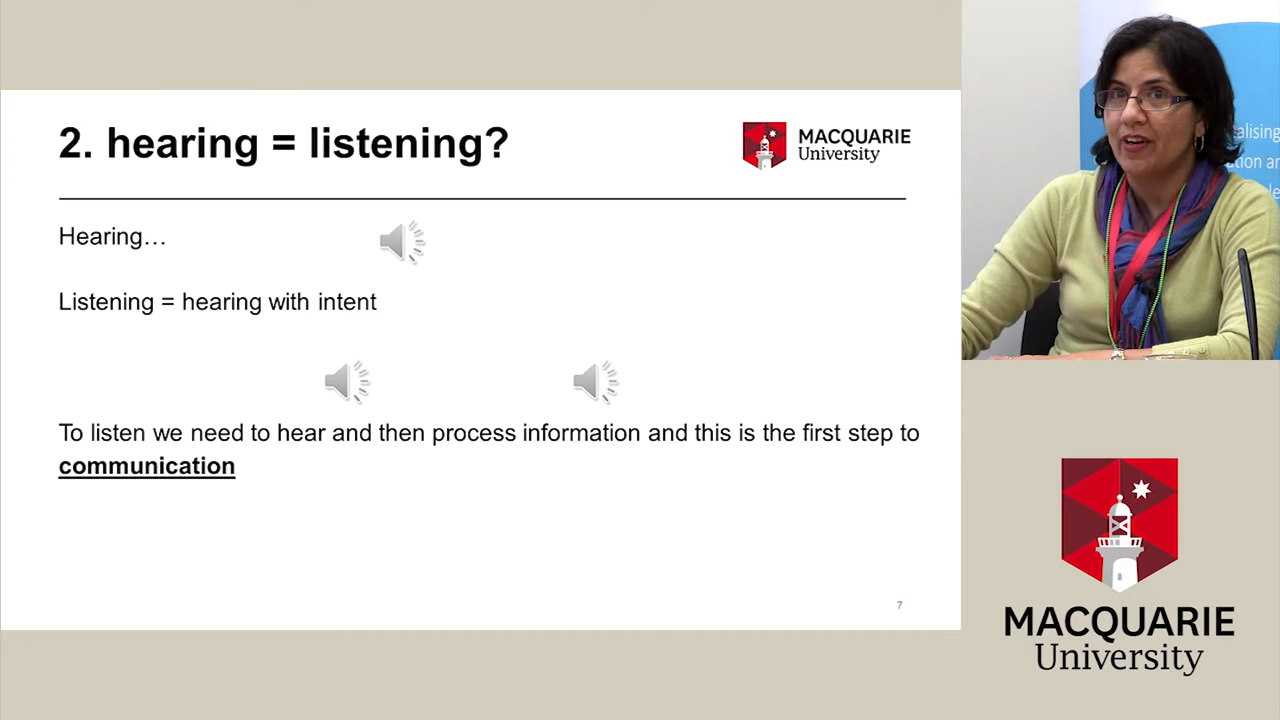 2. hearing = listening?
MACQUARIE
University
Hearing…
Listening = hearing with intent
To listen we need to hear and then process information and this is the first step to
communication
7
alising
MACQUARIE
University